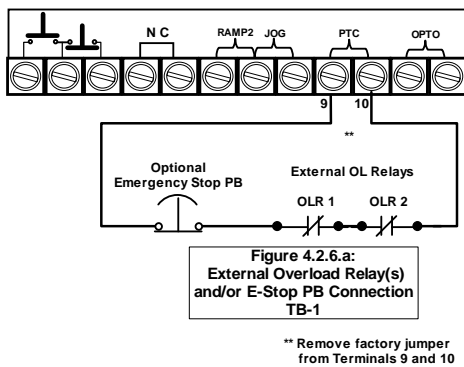 N C RAMP2 JOG PTC OPTO
9 10
**
Optional
Emergency Stop PB
External OL Relays
OLR 1 OLR 2
Figure 4.2.6.a:
External Overload Relay(s)
and/or E-Stop PB Connection
TB-1
** Remove factory jumper
from Terminals 9 and 10